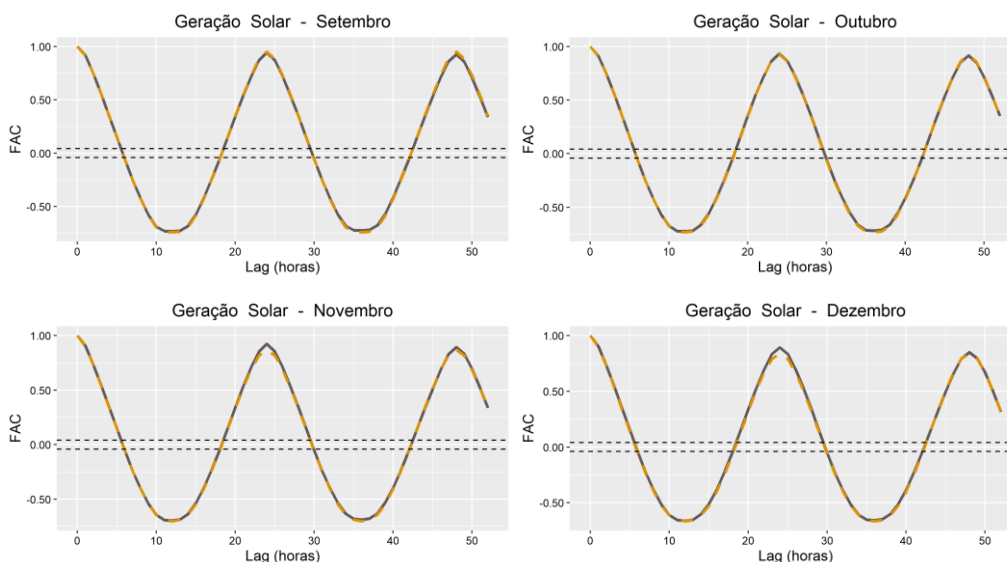 Geração Solar - Setembro
FAC
1.00
0.50
0.00
-0.50
0 10 20 30 40 50
Lag (horas)
Geração Solar - Outubro
FAC
1.00
0.50
0.00
-0.50
0 10 20 30 40 50
Lag (horas)
Geração Solar - Novembro
FAC
1.00
0.50
0.00
-0.50
0 10 20 30 40 50
Lag (horas)
Geração Solar - Dezembro
FAC
1.00
0.50
0.00
-0.50
0 10 20 30 40 50
Lag (horas)